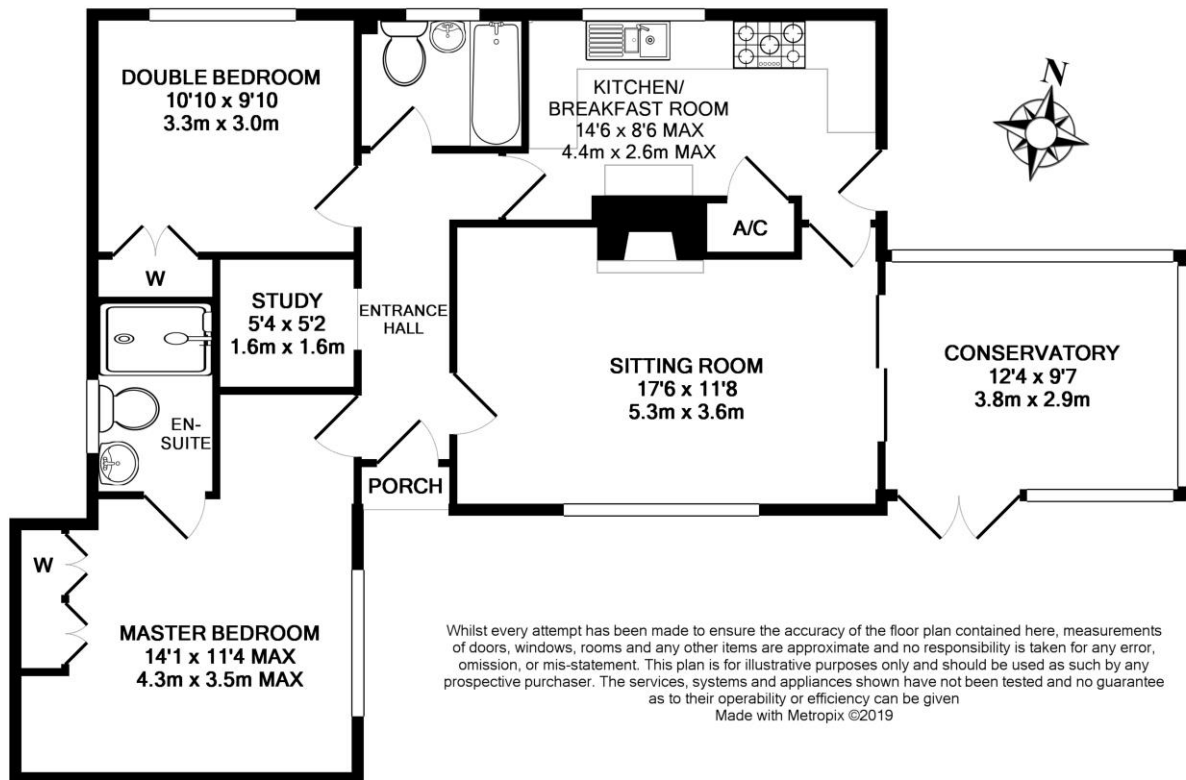 DOUBLE BEDROOM
10'10 x 9'10
3.3m x 3.0m
KITCHEN/
BREAKFAST ROOM
14'6 x 8'6 MAX
4.4m x 2.6m MAX
N
A/C
W
STUDY
5'4 x 5'2
1.6m x 1.6m
ENTRANCE
HALL
SITTING ROOM
17'6 x 11'8
5.3m x 3.6m
CONSERVATORY
12'4 x 9'7
3.8m x 2.9m
EN-
SUITE
PORCH
W
MASTER BEDROOM
14'1 x 11'4 MAX
4.3m x 3.5m MAX
Whilst every attempt has been made to ensure the accuracy of the floor plan contained here, measurements
of doors, windows, rooms and any other items are approximate and no responsibility is taken for any error,
omission, or mis-statement. This plan is for illustrative purposes only and should be used as such by any
prospective purchaser. The services, systems and appliances shown have not been tested and no guarantee
as to their operability or efficiency can be given
Made with Metropix ©2019